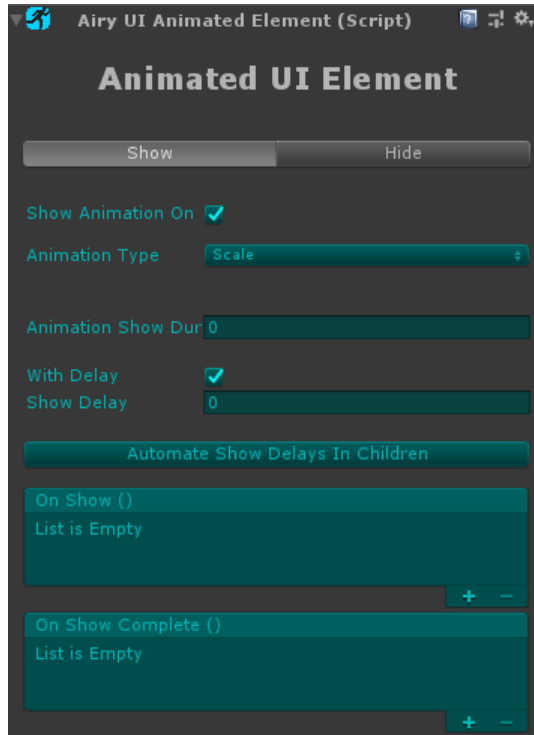 Airy UI Animated Element (Script)
Animated UI Element
Show Hide
Show Animation On
Animation Type Scale
Animation Show Dur 0
With Delay
Show Delay 0
Automate Show Delays In Children
On Show ()
List is Empty
+ −
On Show Complete ()
List is Empty
+ −